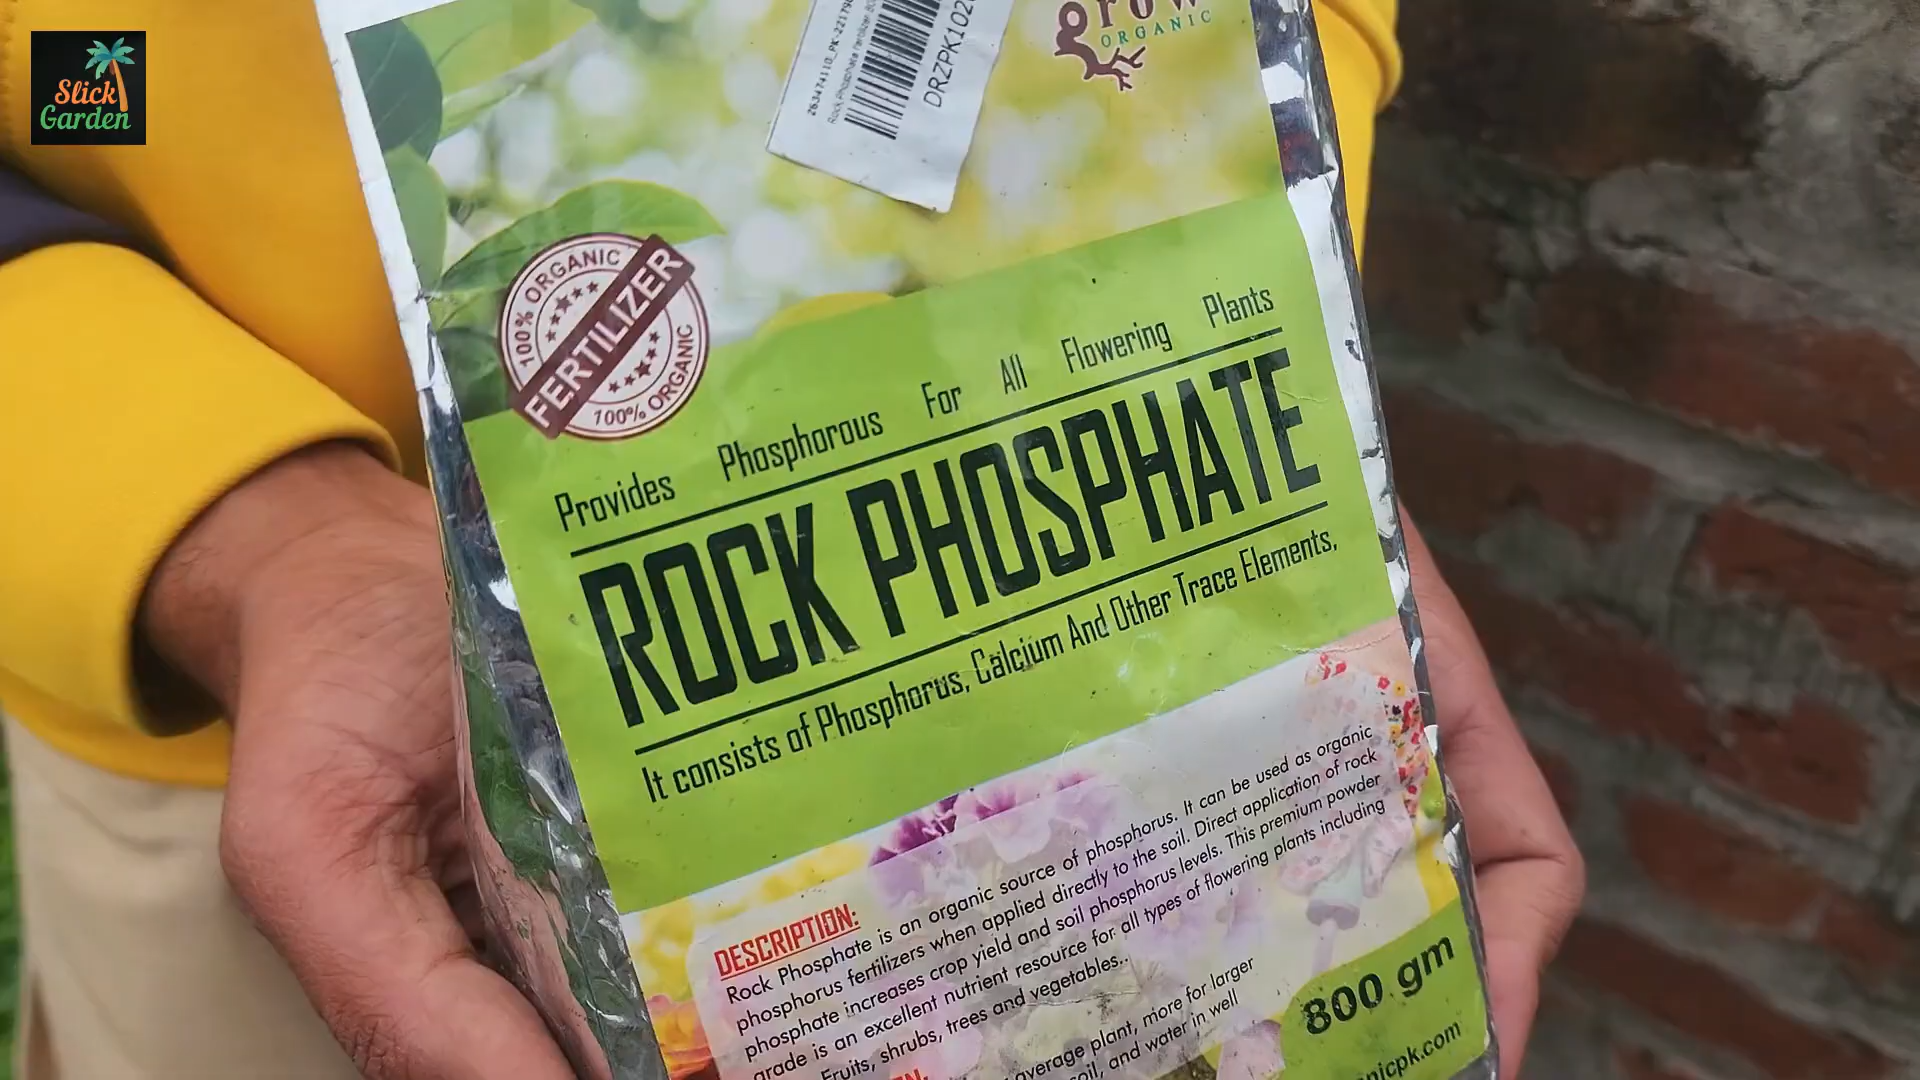 Slick
Garden
ORGANIC
Rock Phosphate Fertilizer
100% ORGANIC
FERTILIZER
100% ORGANIC
Provides Phosphorous For All Flowering Plants
ROCK PHOSPHATE
It consists of Phosphorus, Calcium And Other Trace Elements,
DESCRIPTION:
Rock Phosphate is an organic source of phosphorus. It can be used as organic
phosphorus fertilizers when applied directly to the soil. Direct application of rock
phosphate increases crop yield and soil phosphorus levels. This premium powder
grade is an excellent nutrient resource for all types of flowering plants including
Fruits, shrubs, trees and vegetables..
average plant, more for larger
soil, and water in well
800 gm